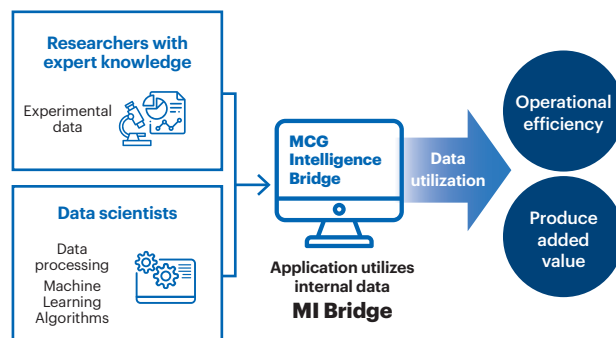 Researchers with
expert knowledge
Experimental
data
Data scientists
Data
processing
Machine
Learning
Algorithms
MCG
Intelligence
Bridge
Application utilizes
internal data
MI Bridge
Data
utilization
Operational
efficiency
Produce
added
value